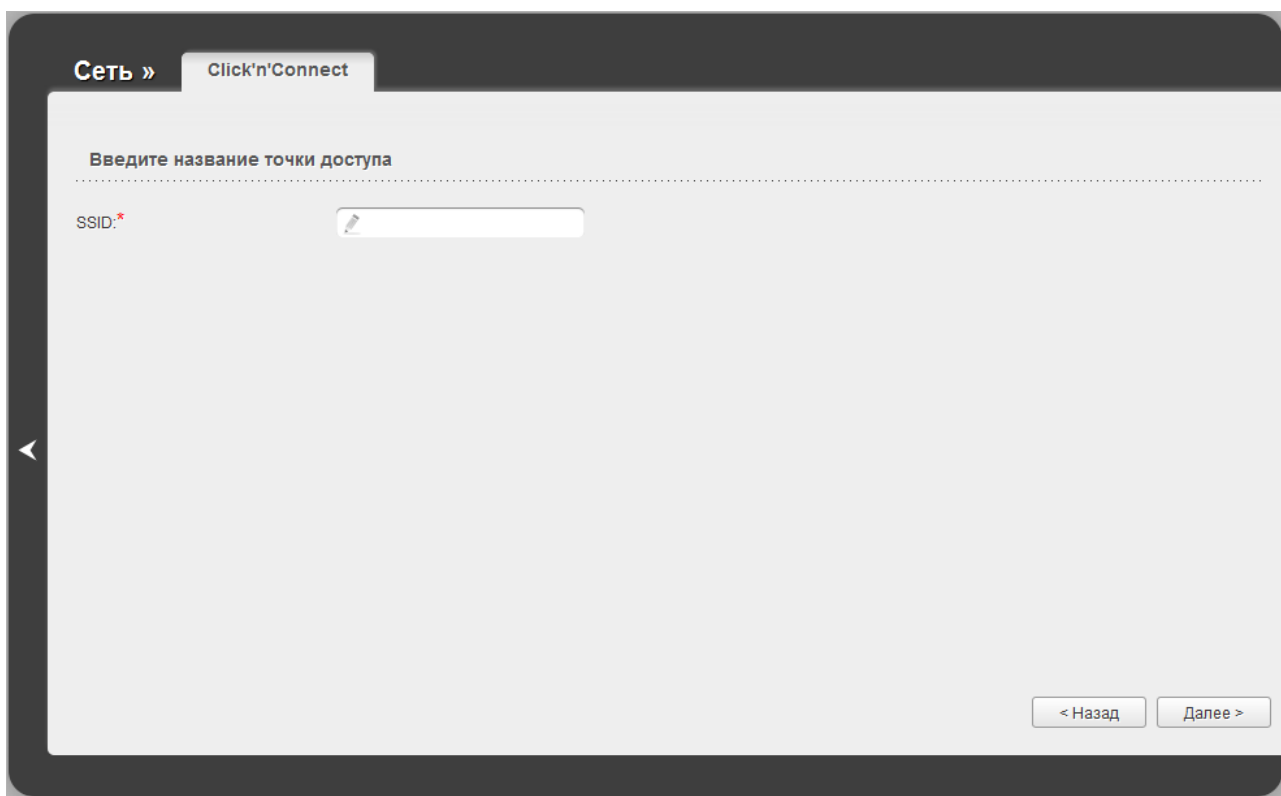 Сеть » Click'n'Connect
Введите название точки доступа
SSID:*
< Назад Далее >